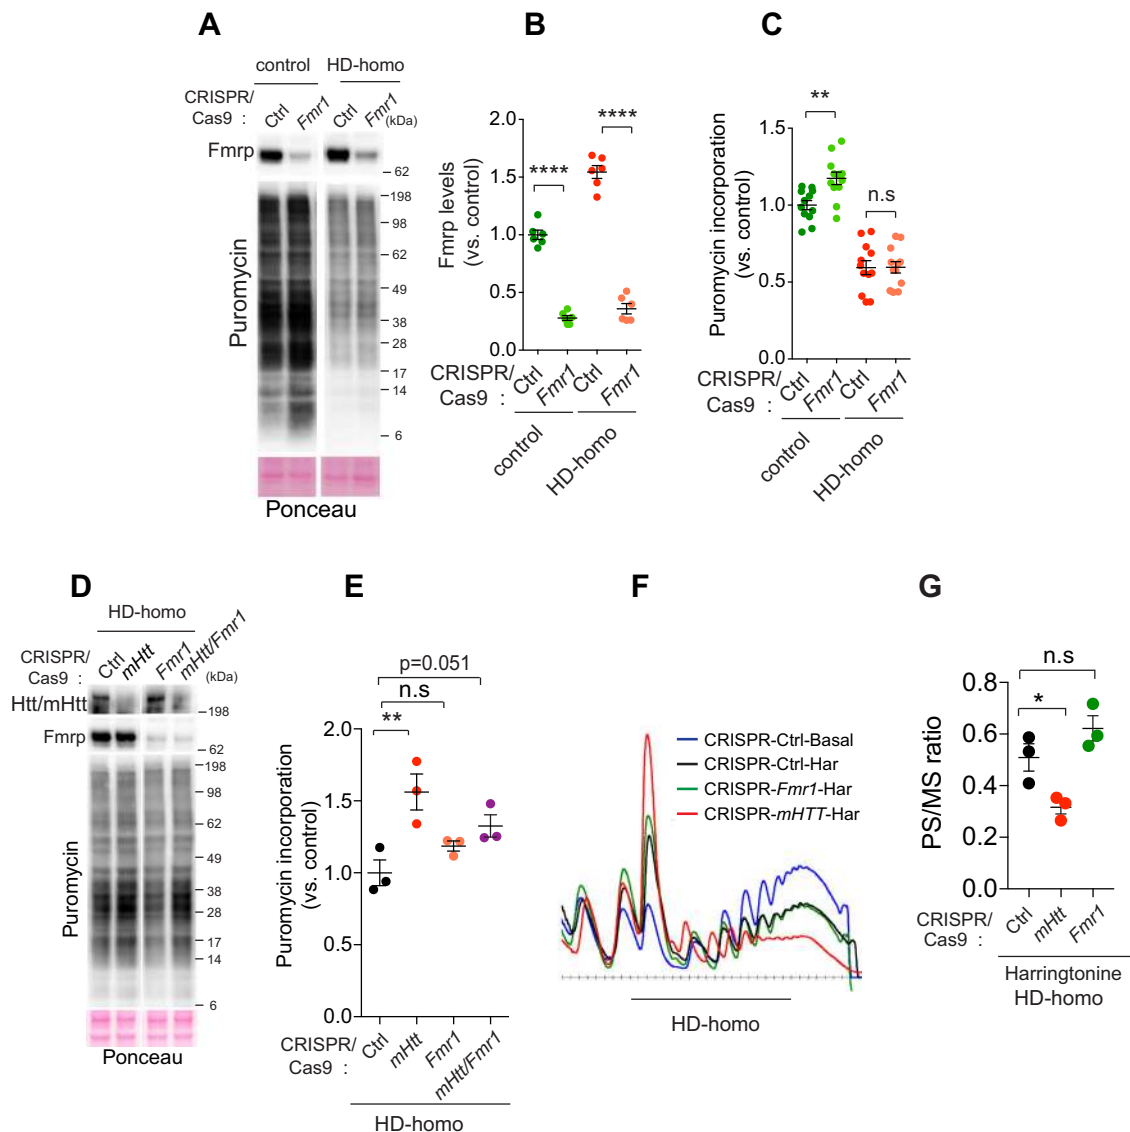 A
control HD-homo
CRISPR/
Cas9 :
Ctrl Fmr1 Ctrl Fmr1 (kDa)
Fmrp
62
Puromycin
198
98
62
49
38
28
17
14
6
Ponceau
B
Fmrp levels
(vs. control)
2.0
1.5
1.0
0.5
0.0
****
****
CRISPR/
Cas9 :
Ctrl Fmr1 Ctrl Fmr1
control
HD-homo
C
Puromycin incorporation
(vs. control)
1.5
1.0
0.5
0.0
**
n.s
CRISPR/
Cas9 :
Ctrl Fmr1 Ctrl Fmr1
control
HD-homo
D
HD-homo
CRISPR/
Cas9 :
Ctrl mHtt Fmr1 mHtt/Fmr1
(kDa)
Htt/mHtt
198
Fmrp
62
Puromycin
198
98
62
49
38
28
17
14
6
Ponceau
E
p=0.051
n.s
**
Puromycin incorporation
(vs. control)
2.0
1.5
1.0
0.5
0.0
CRISPR/
Cas9 :
Ctrl mHtt Fmr1 mHtt/Fmr1
HD-homo
F
CRISPR-Ctrl-Basal
CRISPR-Ctrl-Har
CRISPR-Fmr1-Har
CRISPR-mHTT-Har
HD-homo
G
n.s
*
PS/MS ratio
0.8
0.6
0.4
0.2
0.0
CRISPR/
Cas9 :
Ctrl mHtt Fmr1
Harringtonine
HD-homo